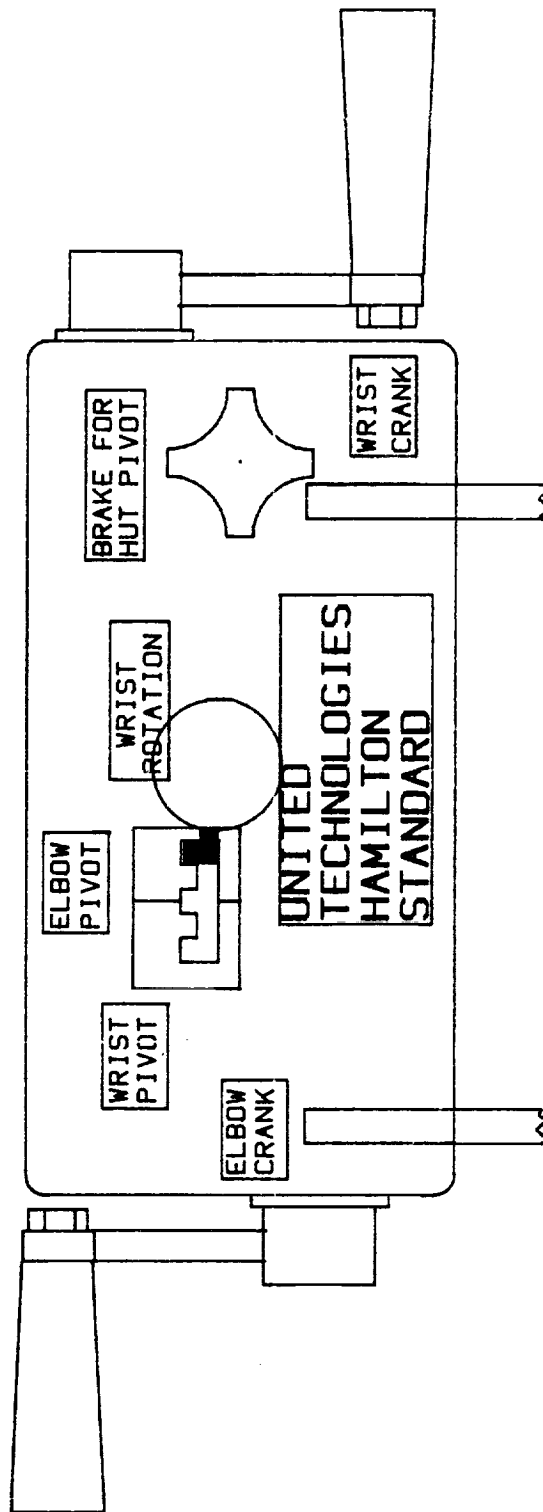 ELBOW
PIVOT
WRIST
PIVOT
WRIST
ROTATION
BRAKE FOR
HUT PIVOT
ELBOW
CRANK
UNITED
TECHNOLOGIES
HAMILTON
STANDARD
WRIST
CRANK